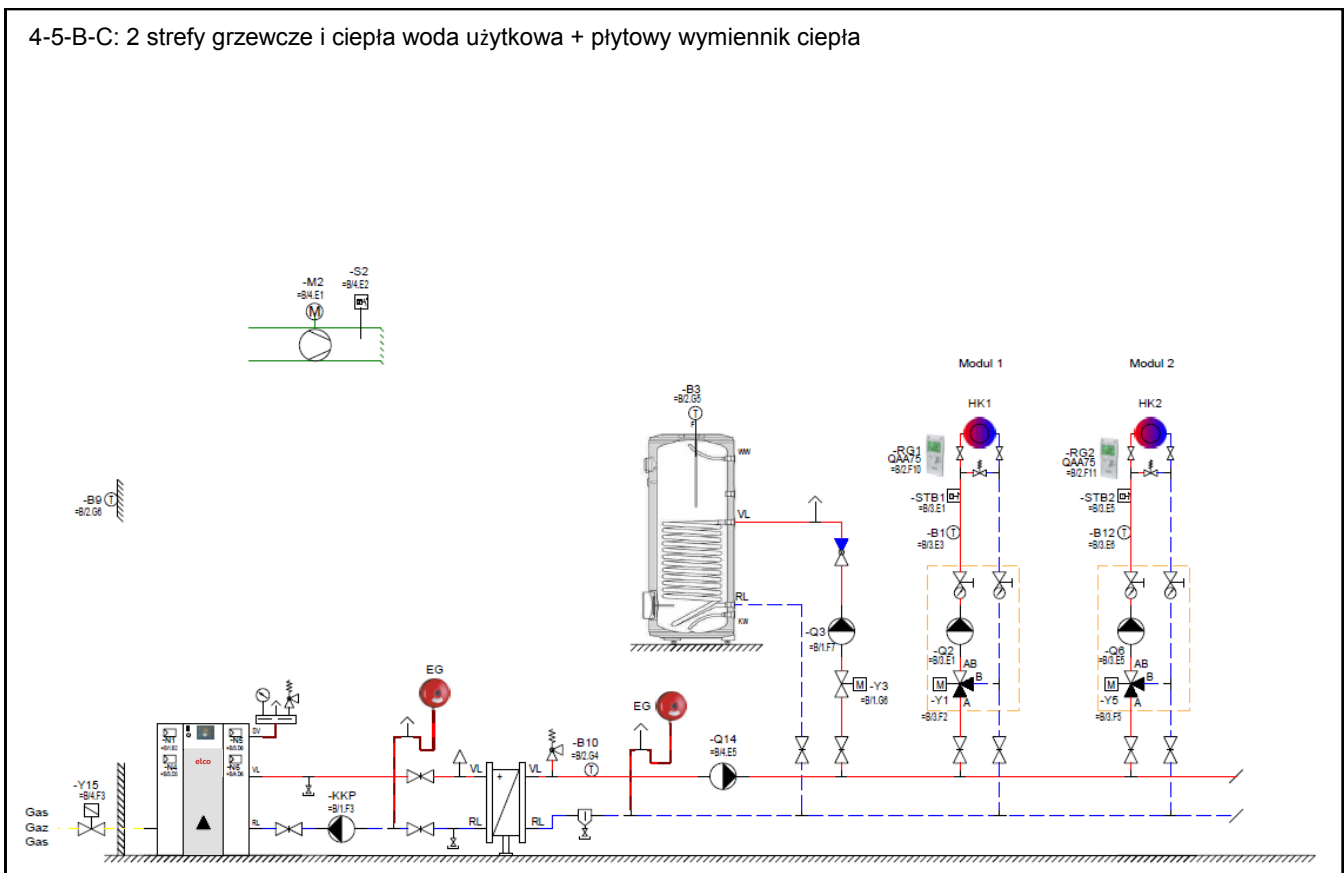 4-5-B-C: 2 strefy grzewcze i ciepła woda użytkowa + płytowy wymiennik ciepła
-M2
=B/4.E1
M
-S2
=B/4.E2
-B9
T
=B/2.G6
-B3
=B/2.G5
T
F
WW
VL
RL
KW
Modul 1
HK1
-RG1
QAA75
=B/2.F10
-STB1
=B/3.E1
-B1
T
=B/3.E3
-Q2
=B/3.E1
AB
B
M
-Y1
A
=B/3.F2
Modul 2
HK2
-RG2
QAA75
=B/2.F11
-STB2
=B/3.E5
-B12
T
=B/3.E6
-Q6
=B/3.E5
AB
B
M
-Y5
A
=B/3.F5
-Q3
=B/1.F7
M
-Y3
=B/1.G6
EG
EG
-N1
=B/1.D2
elco
SV
VL
RL
-Y15
=B/4.F3
Gas
Gaz
Gas
-KKP
=B/1.F3
VL
RL
+
VL
RL
-B10
=B/2.G4
T
-Q14
=B/4.E5